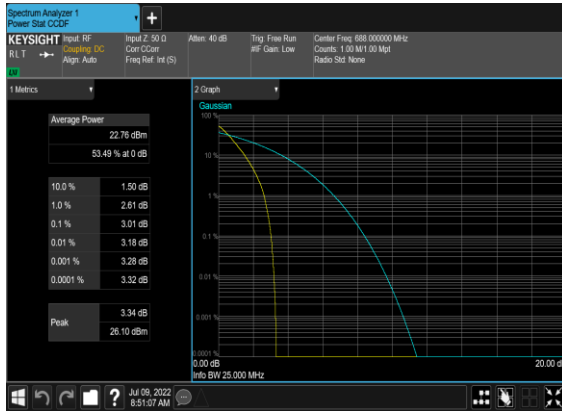 Spectrum Analyzer 1
Power Stat CCDF
KEYSIGHT
RLT
Input: RF
Coupling: DC
Align: Auto
Input Z: 50 Ω
Corr CCorr
Freq Ref: Int (S)
Atten: 40 dB
Trig: Free Run
#IF Gain: Low
Center Freq: 688.000000 MHz
Counts: 1.00 M/1.00 Mpt
Radio Std: None
1 Metrics
Average Power
22.76 dBm
53.49 % at 0 dB
10.0 % 1.50 dB
1.0 % 2.61 dB
0.1 % 3.01 dB
0.01 % 3.18 dB
0.001 % 3.28 dB
0.0001 % 3.32 dB
Peak
3.34 dB
26.10 dBm
2 Graph
Gaussian
100 %
10 %
1 %
0.1 %
0.01 %
0.001 %
0.0001 %
0.00 dB
20.00 d
Info BW 25.000 MHz
?
Jul 09, 2022
8:51:07 AM